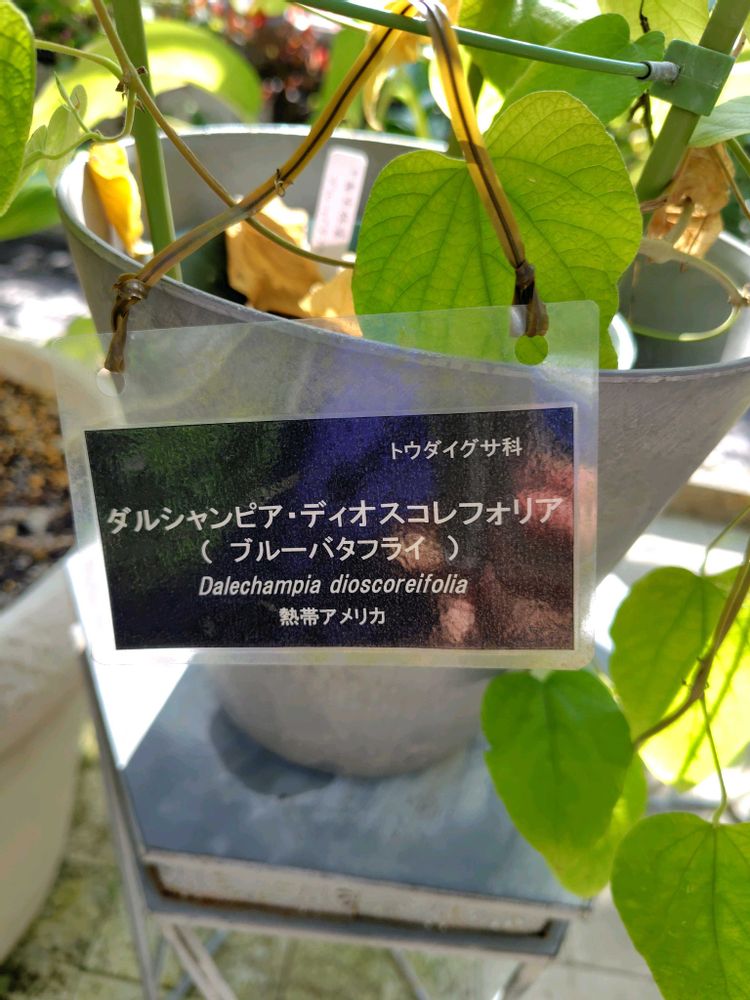 トウダイグサ科
ダルシャンピア・ディオスコレフォリア
( ブルーバタフライ )
Dalechampia dioscoreifolia
熱帯アメリカ